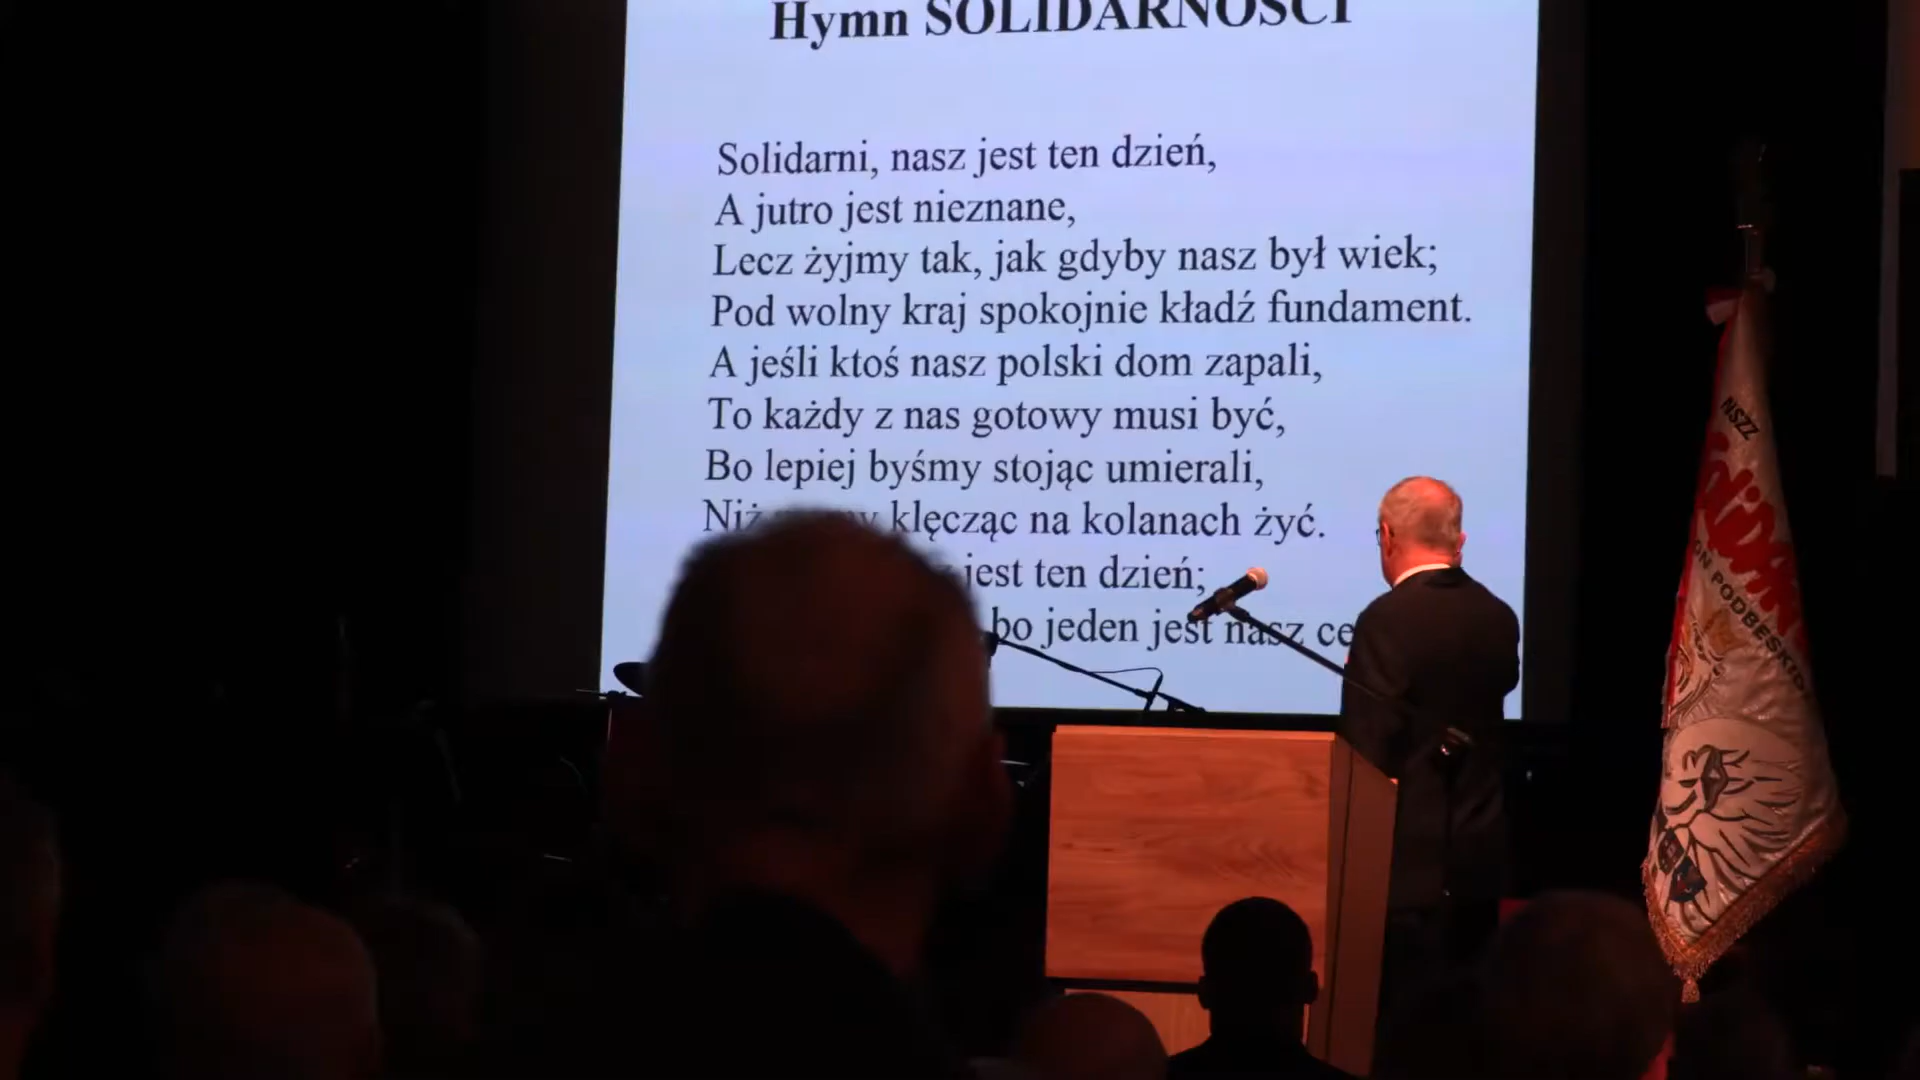 Hymn SOLIDARNOŚCI
Solidarni, nasz jest ten dzień,
A jutro jest nieznane,
Lecz żyjmy tak, jak gdyby nasz był wiek;
Pod wolny kraj spokojnie kładź fundament.
A jeśli ktoś nasz polski dom zapali,
To każdy z nas gotowy musi być,
Bo lepiej byśmy stojąc umierali,
Niż klęcząc na kolanach żyć.
jest ten dzień;
bo jeden jest nasz
NSZZ
PODBESKIDZ